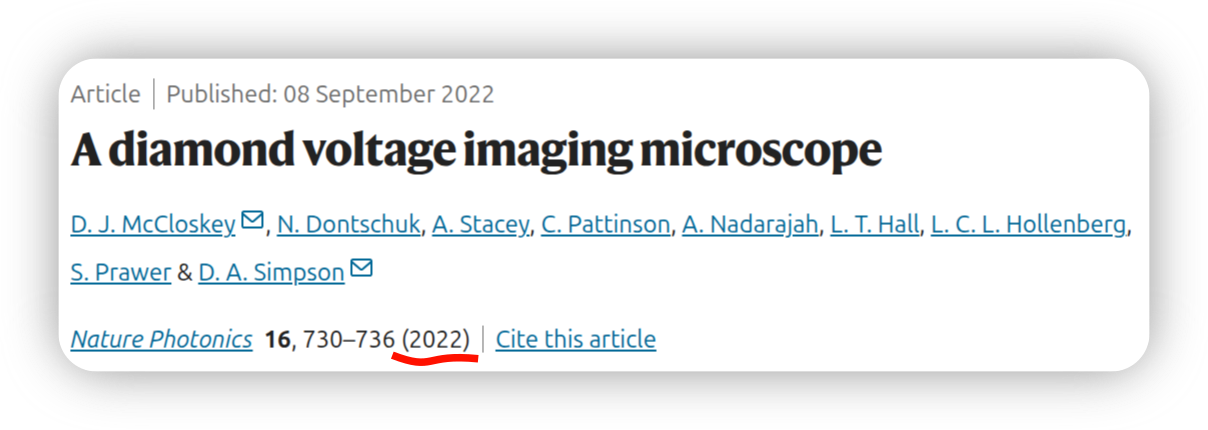 Article | Published: 08 September 2022
A diamond voltage imaging microscope
D. J. McCloskey, N. Dontschuk, A. Stacey, C. Pattinson, A. Nadarajah, L. T. Hall, L. C. L. Hollenberg,
S. Prawer & D. A. Simpson
Nature Photonics 16, 730–736 (2022) | Cite this article